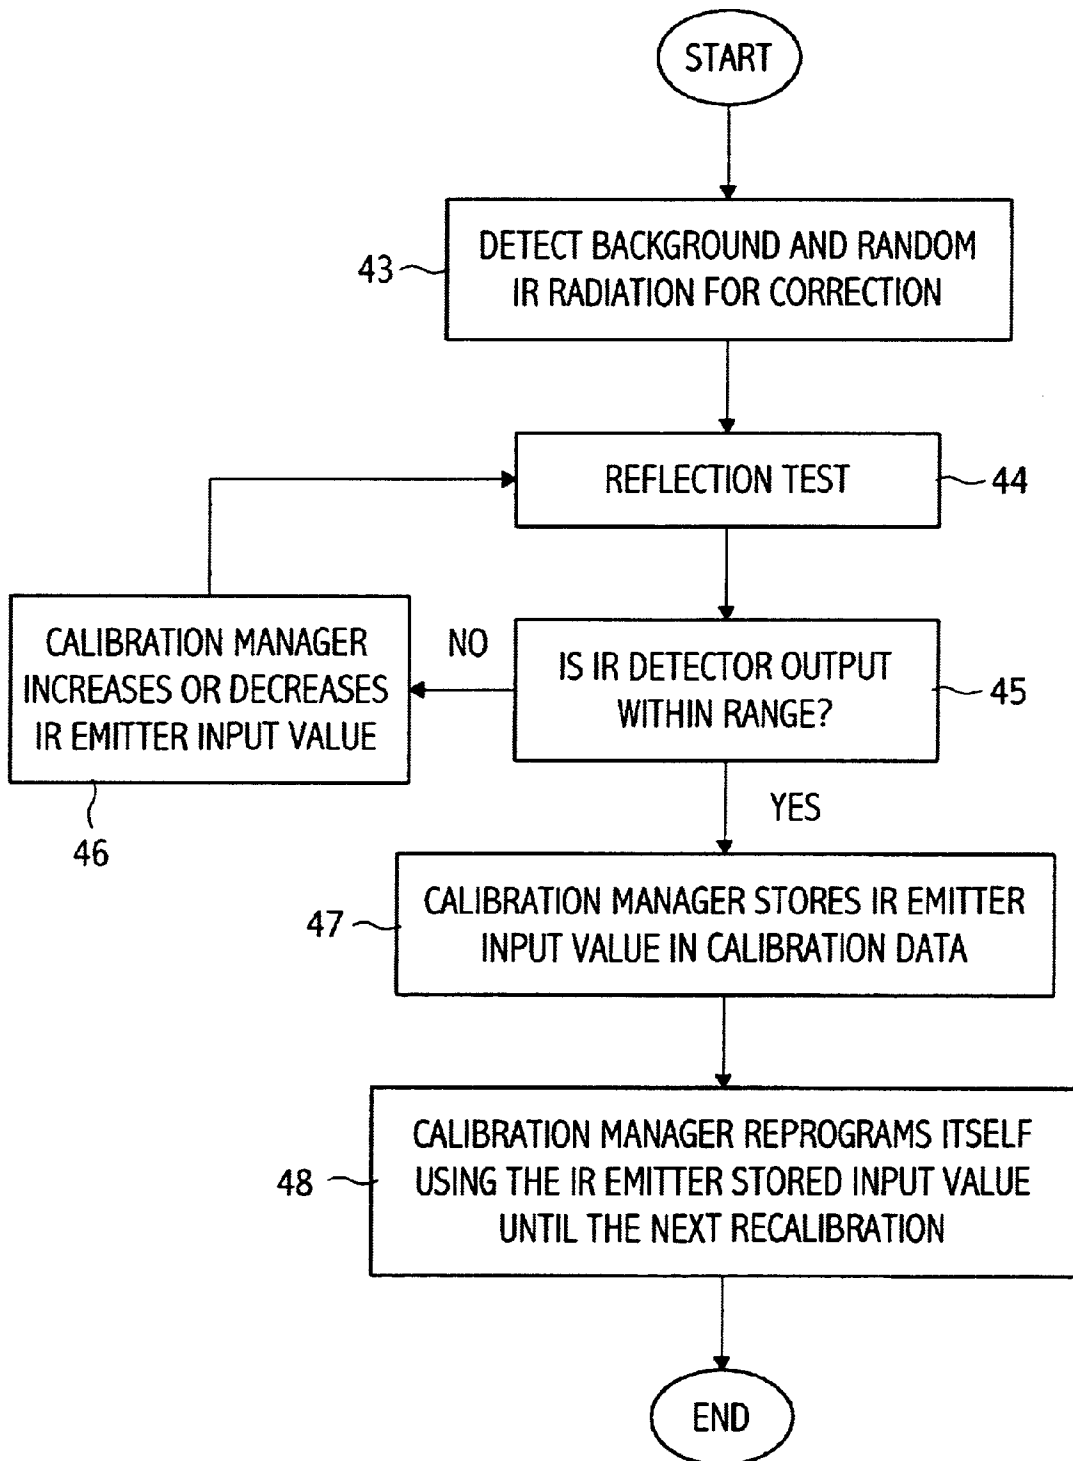 START
DETECT BACKGROUND AND RANDOM
IR RADIATION FOR CORRECTION
43
REFLECTION TEST
44
CALIBRATION MANAGER
INCREASES OR DECREASES
IR EMITTER INPUT VALUE
46
NO
IS IR DETECTOR OUTPUT
WITHIN RANGE?
45
YES
CALIBRATION MANAGER STORES IR EMITTER
INPUT VALUE IN CALIBRATION DATA
47
CALIBRATION MANAGER REPROGRAMS ITSELF
USING THE IR EMITTER STORED INPUT VALUE
UNTIL THE NEXT RECALIBRATION
48
END